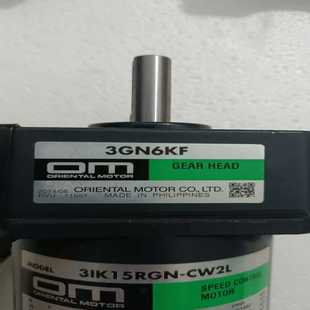 3GN6KF
OM GEAR HEAD
ORIENTAL MOTOR
ORIENTAL MOTOR CO., LTD.
MADE IN PHILIPPINES
MODEL 3IK15RGN-CW2L
OM SPEED CONTROL
MOTOR